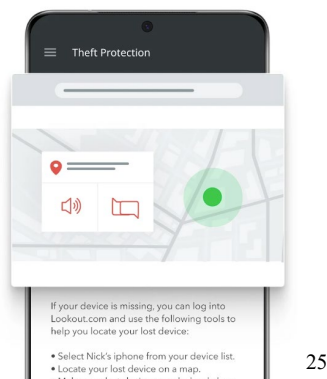 Theft Protection
If your device is missing, you can log into
Lookout.com and use the following tools to
help you locate your lost device:
• Select Nick's iphone from your device list.
• Locate your lost device on a map.
25